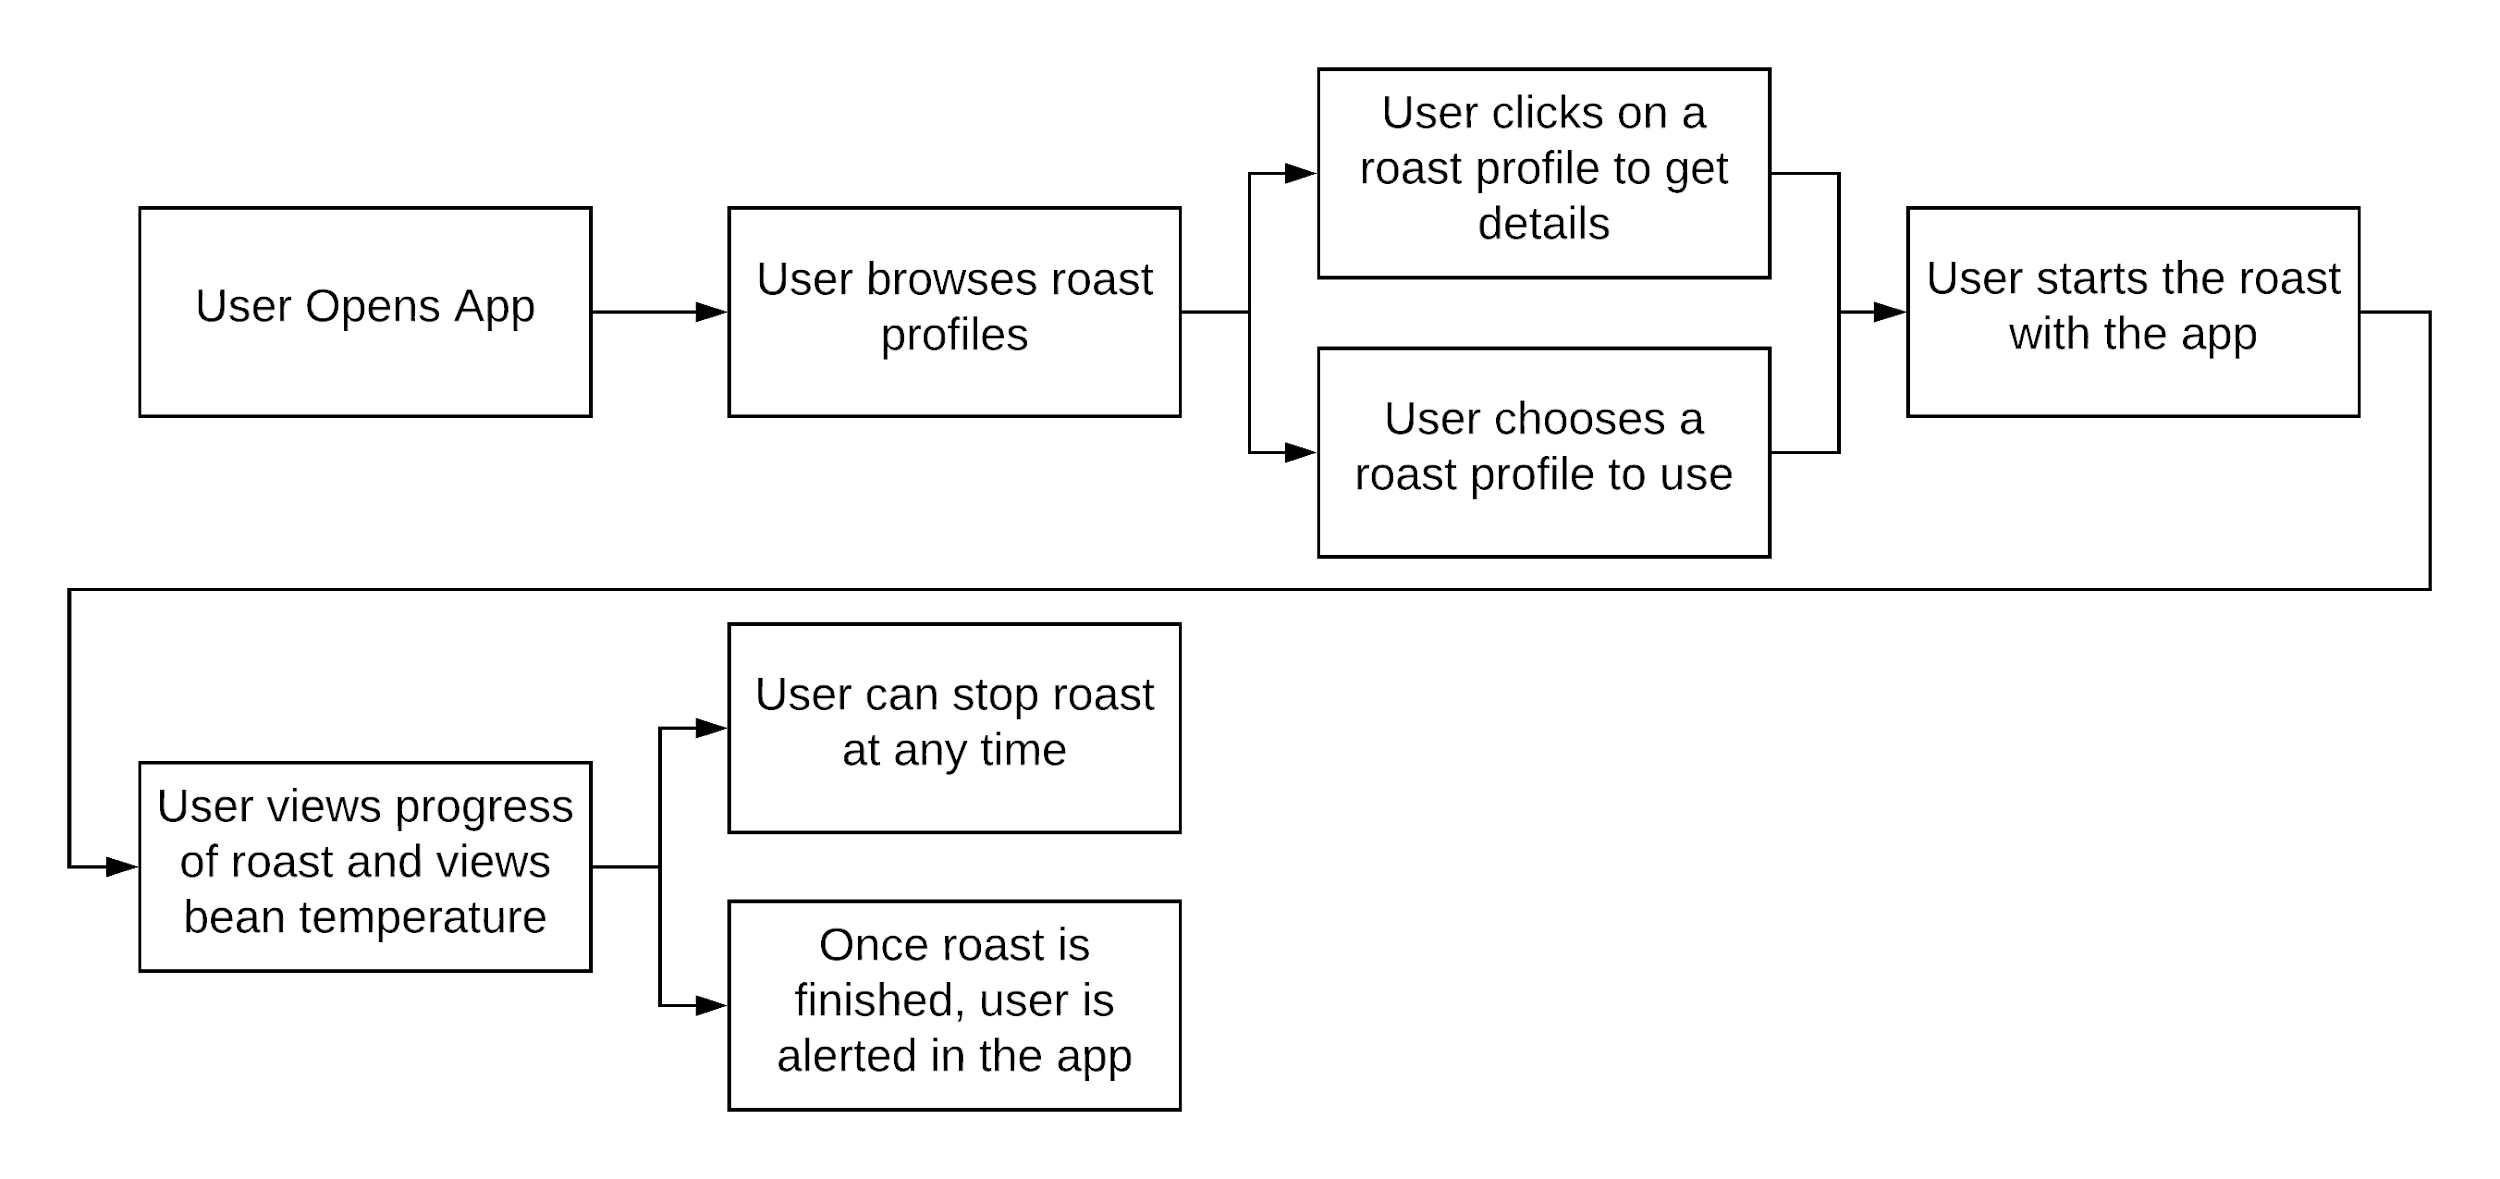 User Opens App
User browses roast
profiles
User clicks on a
roast profile to get
details
User chooses a
roast profile to use
User starts the roast
with the app
User views progress
of roast and views
bean temperature
User can stop roast
at any time
Once roast is
finished, user is
alerted in the app